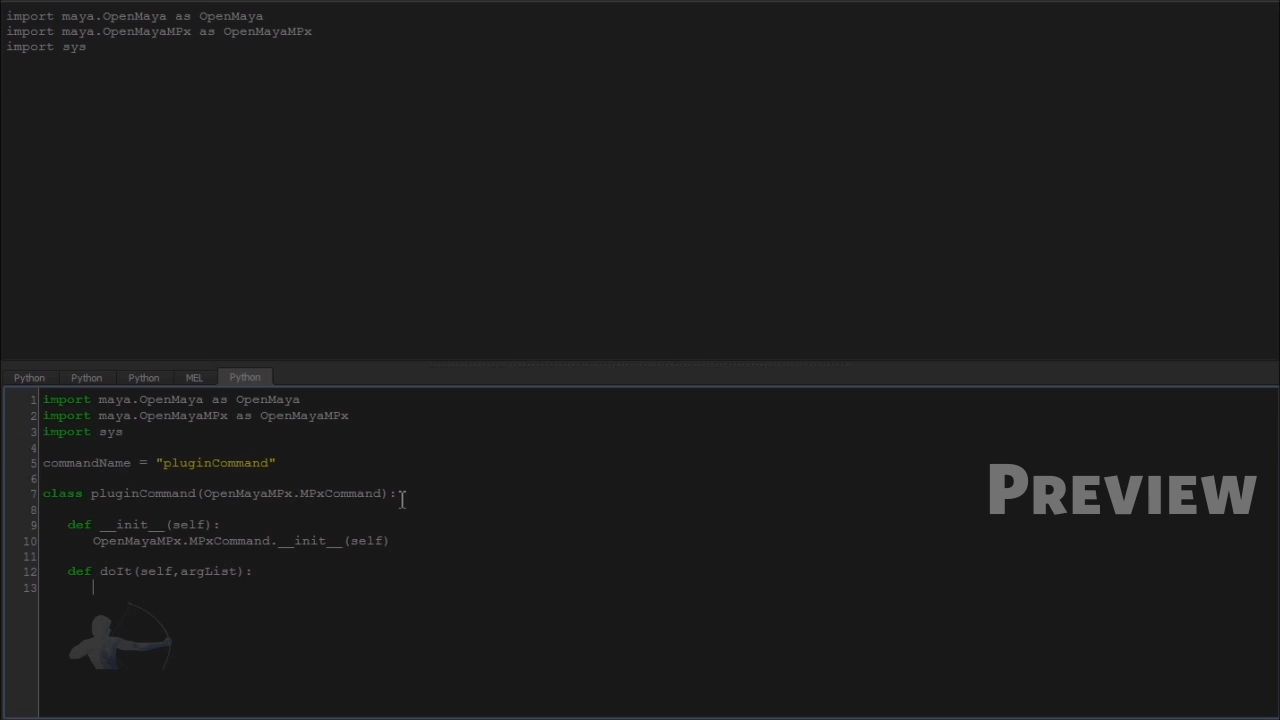 import maya.OpenMaya as OpenMaya
import maya.OpenMayaMPx as OpenMayaMPx
import sys
Python Python Python MEL Python
1 import maya.OpenMaya as OpenMaya
2 import maya.OpenMayaMPx as OpenMayaMPx
3 import sys
4
5 commandName = "pluginCommand"
6
7 class pluginCommand(OpenMayaMPx.MPxCommand):
8
9 def __init__(self):
10 OpenMayaMPx.MPxCommand.__init__(self)
11
12 def doIt(self,argList):
13
PREVIEW